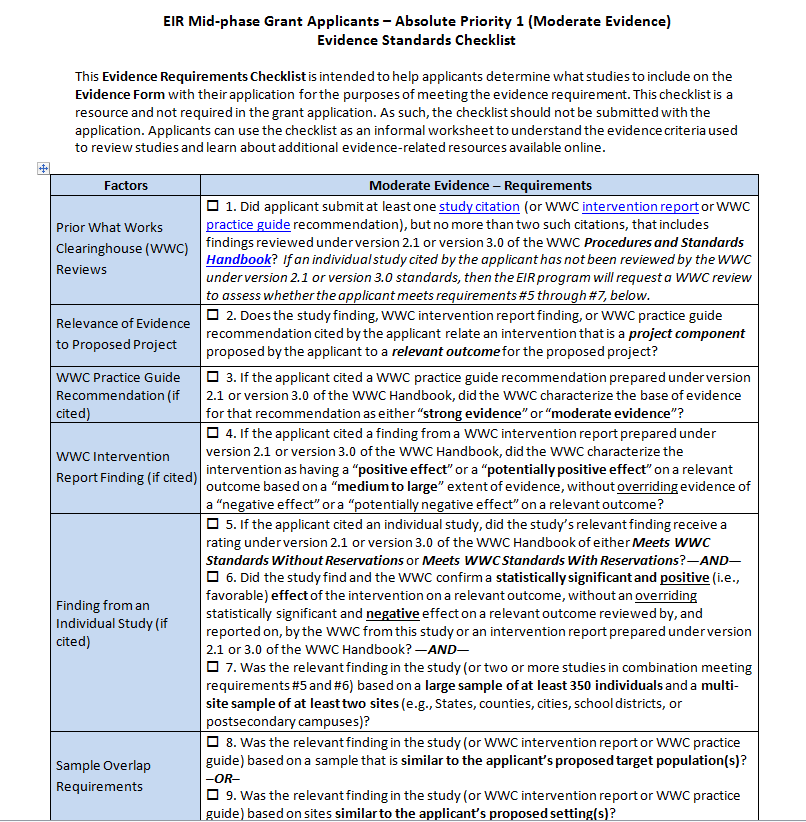 EIR Mid-phase Grant Applicants – Absolute Priority 1 (Moderate Evidence)
Evidence Standards Checklist
This Evidence Requirements Checklist is intended to help applicants determine what studies to include on the
Evidence Form with their application for the purposes of meeting the evidence requirement. This checklist is a
resource and not required in the grant application. As such, the checklist should not be submitted with the
application. Applicants can use the checklist as an informal worksheet to understand the evidence criteria used
to review studies and learn about additional evidence-related resources available online.
Factors
Moderate Evidence – Requirements
Prior What Works
Clearinghouse (WWC)
Reviews
☐ 1. Did applicant submit at least one study citation (or WWC intervention report or WWC
practice guide recommendation), but no more than two such citations, that includes
findings reviewed under version 2.1 or version 3.0 of the WWC Procedures and Standards
Handbook? If an individual study cited by the applicant has not been reviewed by the WWC
under version 2.1 or version 3.0 standards, then the EIR program will request a WWC review
to assess whether the applicant meets requirements #5 through #7, below.
Relevance of Evidence
to Proposed Project
☐ 2. Does the study finding, WWC intervention report finding, or WWC practice guide
recommendation cited by the applicant relate an intervention that is a project component
proposed by the applicant to a relevant outcome for the proposed project?
WWC Practice Guide
Recommendation (if
cited)
☐ 3. If the applicant cited a WWC practice guide recommendation prepared under version
2.1 or version 3.0 of the WWC Handbook, did the WWC characterize the base of evidence
for that recommendation as either “strong evidence” or “moderate evidence”?
WWC Intervention
Report Finding (if cited)
☐ 4. If the applicant cited a finding from a WWC intervention report prepared under
version 2.1 or version 3.0 of the WWC Handbook, did the WWC characterize the
intervention as having a “positive effect” or a “potentially positive effect” on a relevant
outcome based on a “medium to large” extent of evidence, without overriding evidence of
a “negative effect” or a “potentially negative effect” on a relevant outcome?
Finding from an
Individual Study (if
cited)
☐ 5. If the applicant cited an individual study, did the study’s relevant finding receive a
rating under version 2.1 or version 3.0 of the WWC Handbook of either Meets WWC
Standards Without Reservations or Meets WWC Standards With Reservations?—AND—
☐ 6. Did the study find and the WWC confirm a statistically significant and positive (i.e.,
favorable) effect of the intervention on a relevant outcome, without an overriding
statistically significant and negative effect on a relevant outcome reviewed by, and
reported on, by the WWC from this study or an intervention report prepared under version
2.1 or 3.0 of the WWC Handbook? —AND—
☐ 7. Was the relevant finding in the study (or two or more studies in combination meeting
requirements #5 and #6) based on a large sample of at least 350 individuals and a multi-
site sample of at least two sites (e.g., States, counties, cities, school districts, or
postsecondary campuses)?
Sample Overlap
Requirements
☐ 8. Was the relevant finding in the study (or WWC intervention report or WWC practice
guide) based on a sample that is similar to the applicant’s proposed target population(s)?
–OR–
☐ 9. Was the relevant finding in the study (or WWC intervention report or WWC practice
guide) based on sites similar to the applicant’s proposed setting(s)?